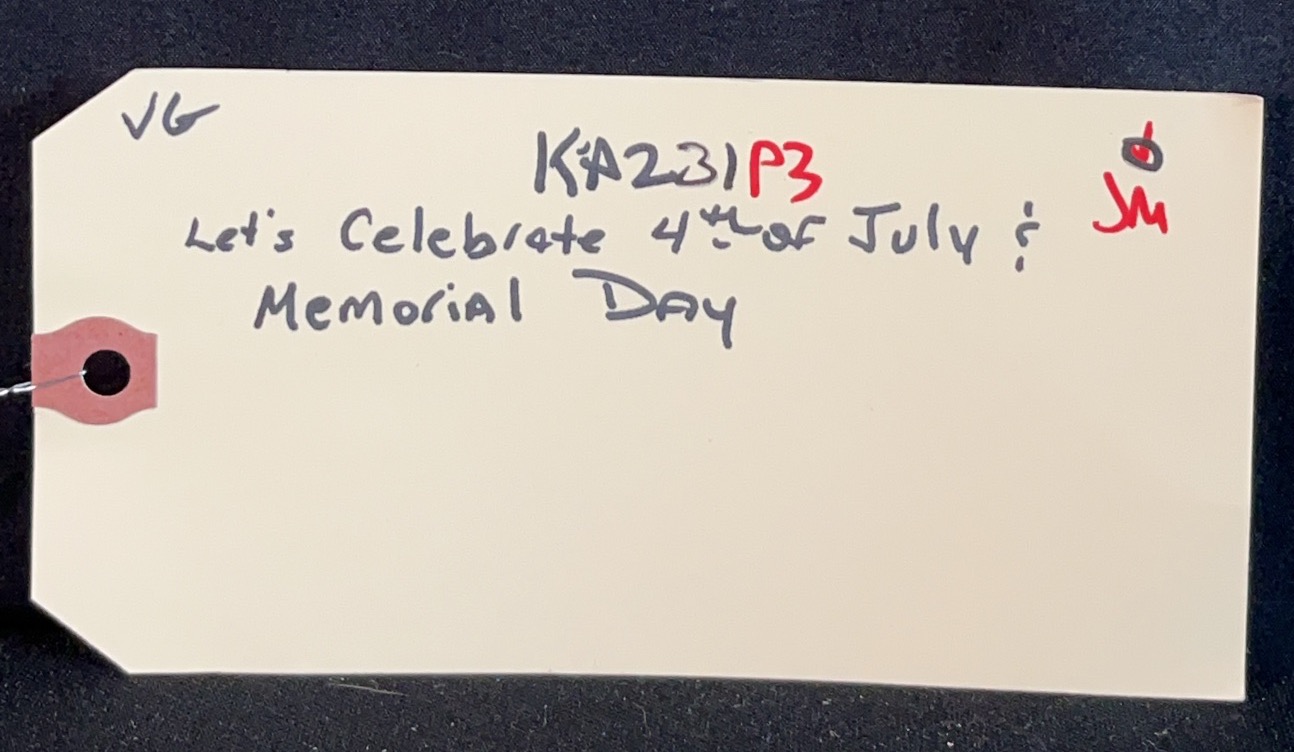 VG
KA231P3
JM
Let's Celebrate 4th of July &
Memorial Day